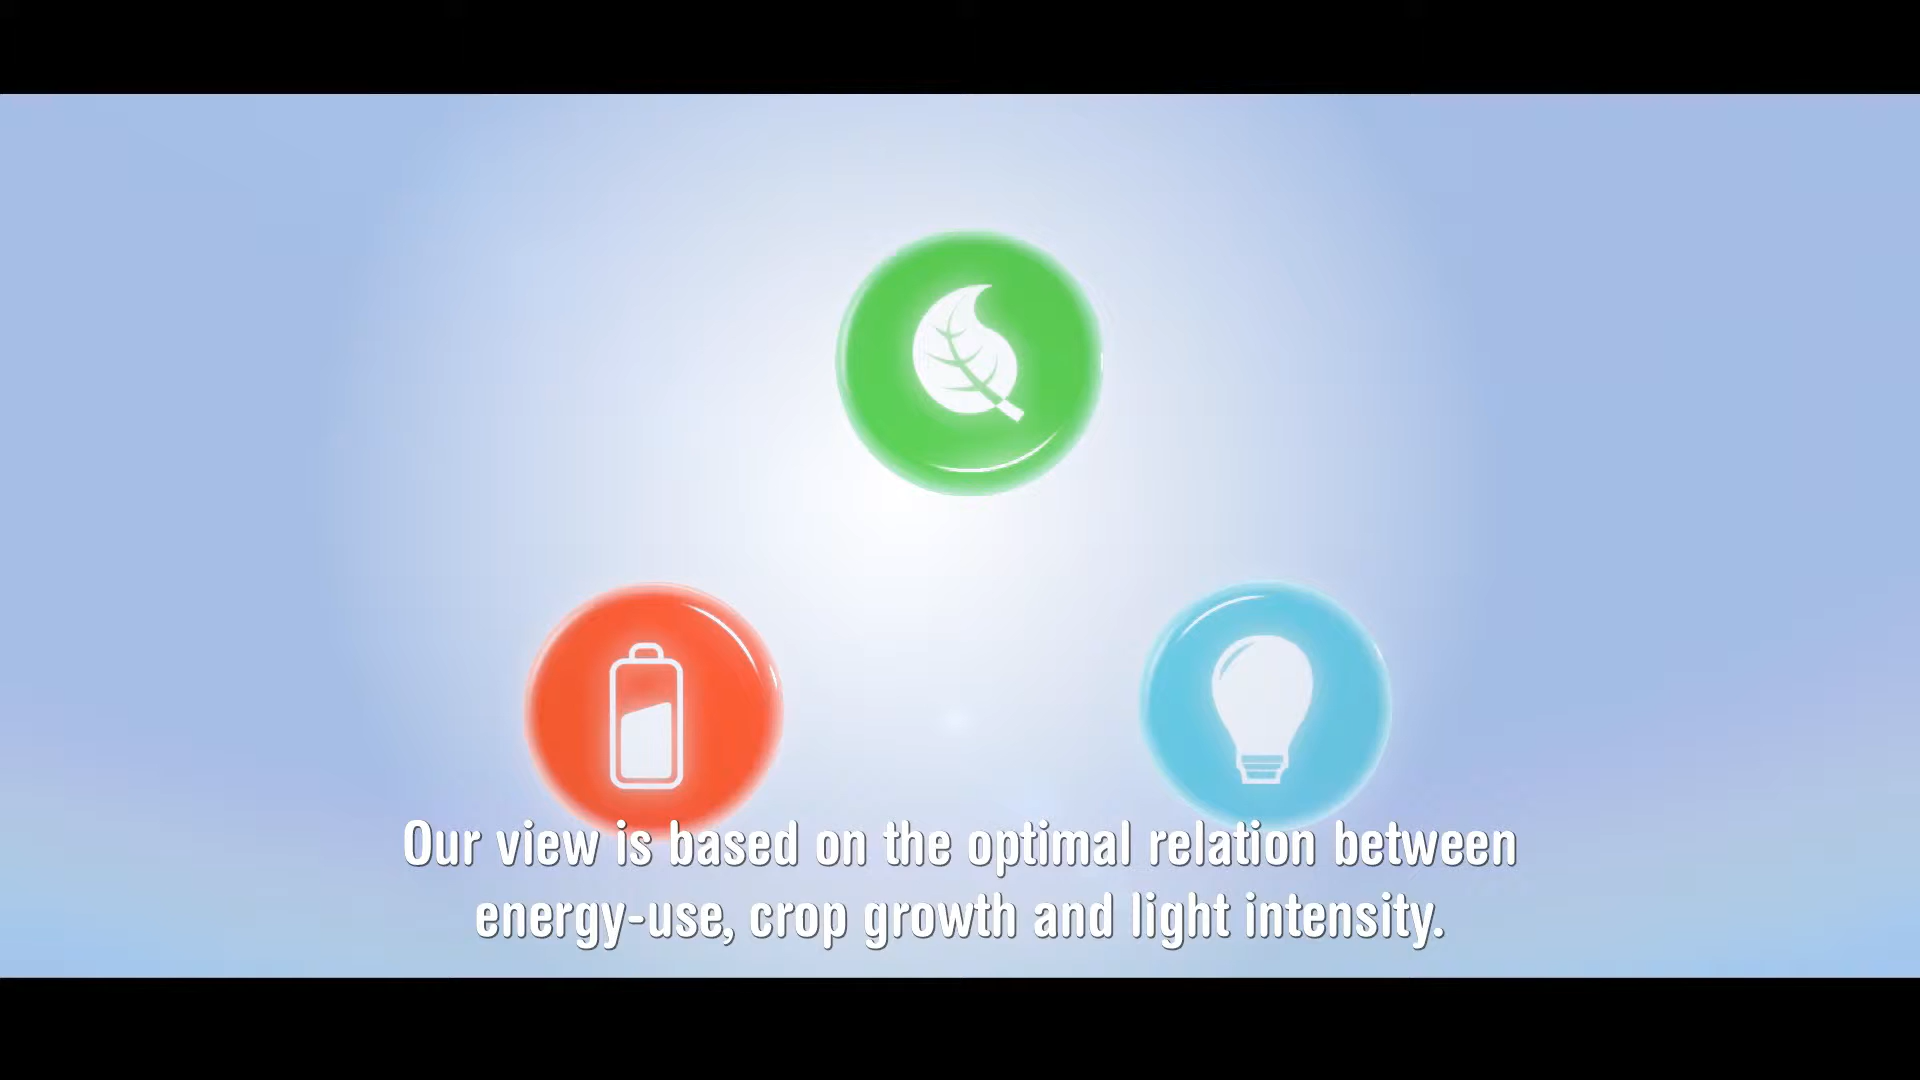 Our view is based on the optimal relation between
energy-use, crop growth and light intensity.